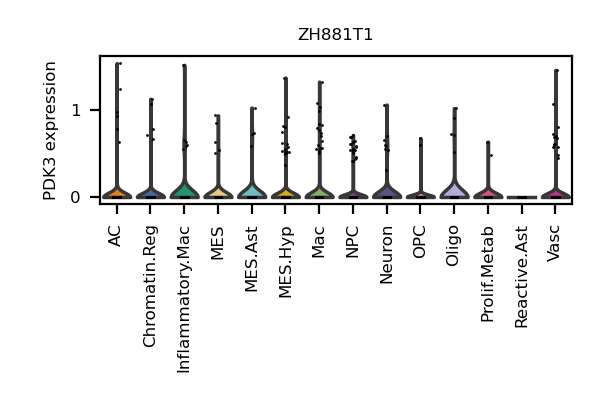 ZH881T1
PDK3 expression
1
0
AC
Chromatin.Reg
Inflammatory.Mac
MES
MES.Ast
MES.Hyp
Mac
NPC
Neuron
OPC
Oligo
Prolif.Metab
Reactive.Ast
Vasc